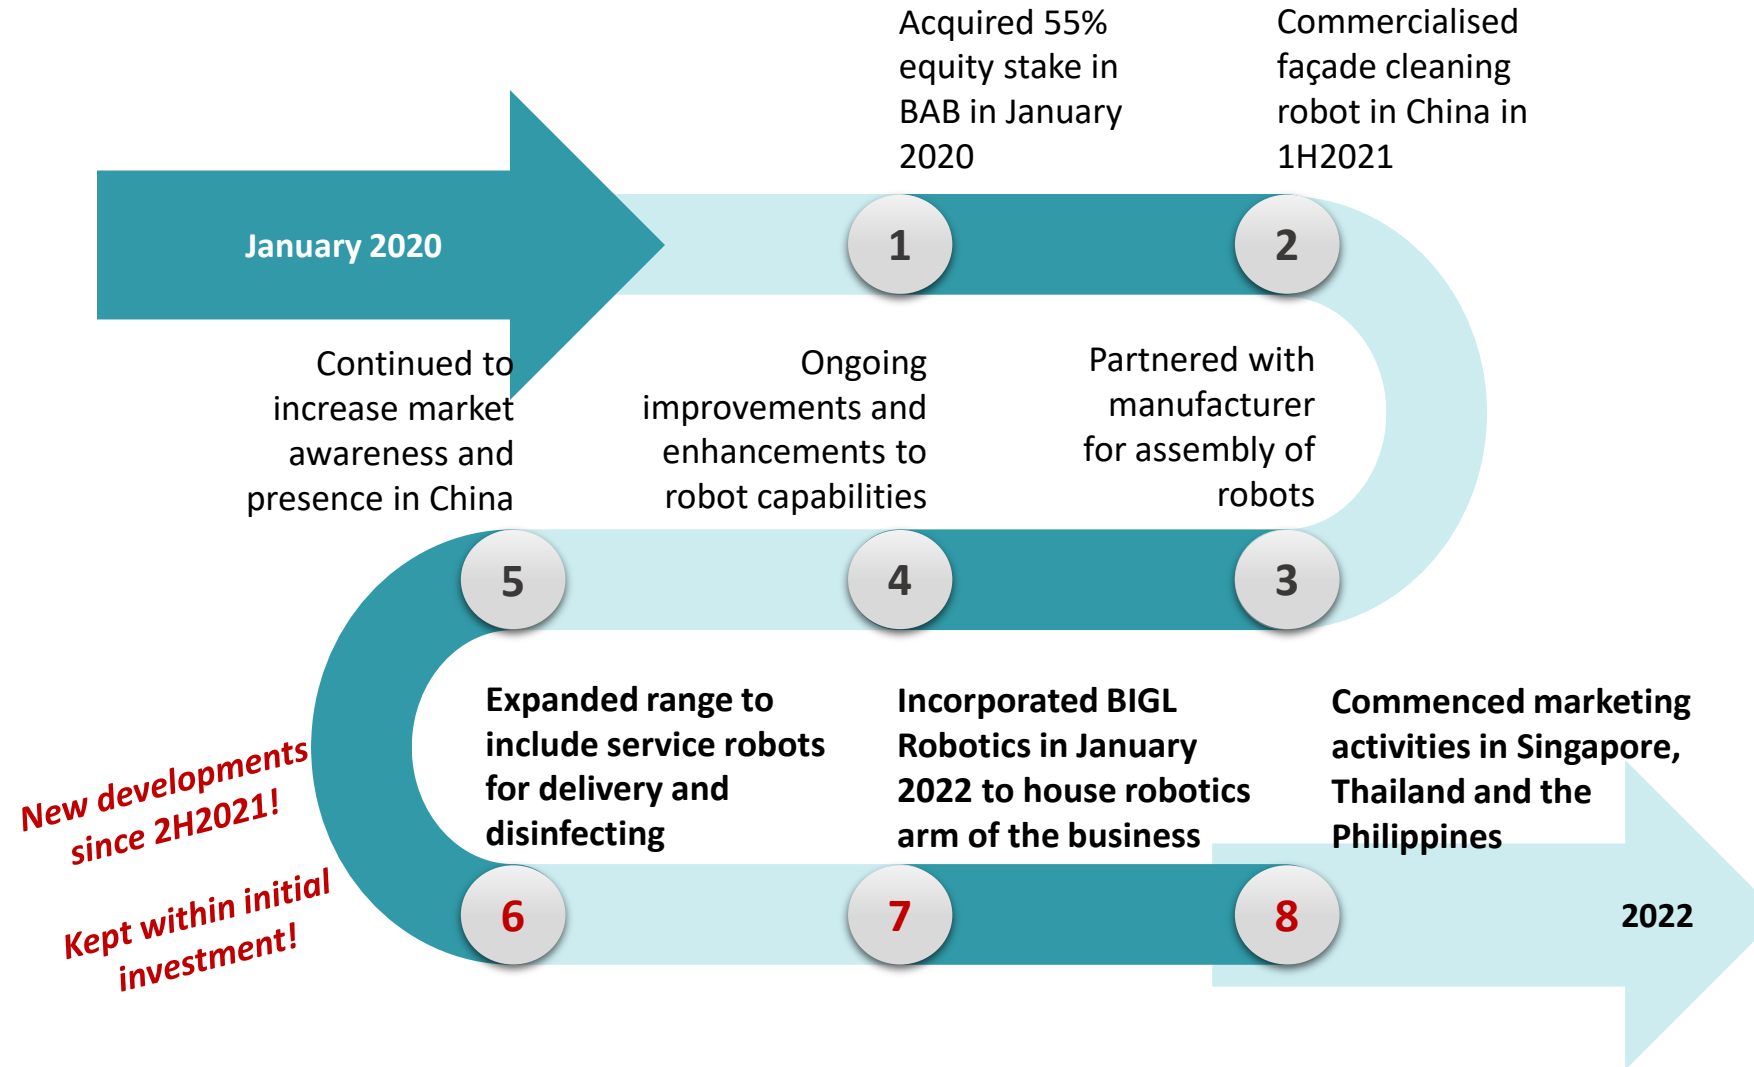 Acquired 55%
equity stake in
BAB in January
2020
Commercialised
façade cleaning
robot in China in
1H2021
January 2020
1
2
Partnered with
manufacturer
for assembly of
robots
Ongoing
improvements and
enhancements to
robot capabilities
Continued to
increase market
awareness and
presence in China
3
4
5
New developments
since 2H2021!
Kept within initial
investment!
Expanded range to
include service robots
for delivery and
disinfecting
Incorporated BIGL
Robotics in January
2022 to house robotics
arm of the business
Commenced marketing
activities in Singapore,
Thailand and the
Philippines
6
7
8
2022